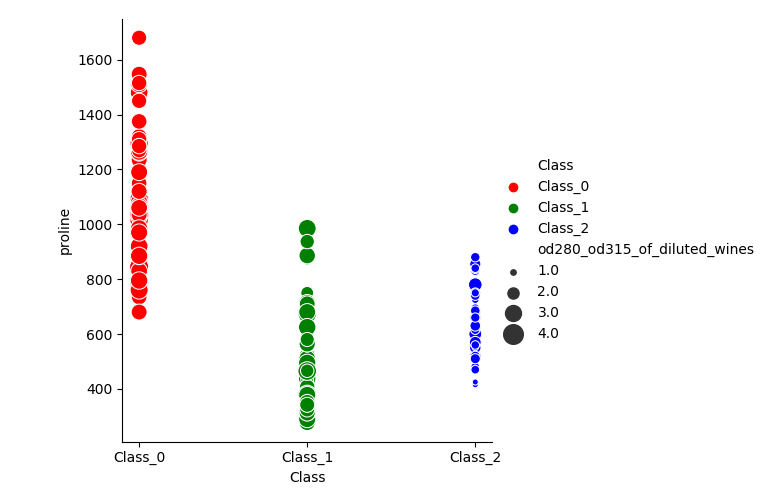 1600
1400
1200
1000
800
600
400
proline
Class_0
Class_1
Class_2
Class
Class
Class_0
Class_1
Class_2
od280_od315_of_diluted_wines
1.0
2.0
3.0
4.0